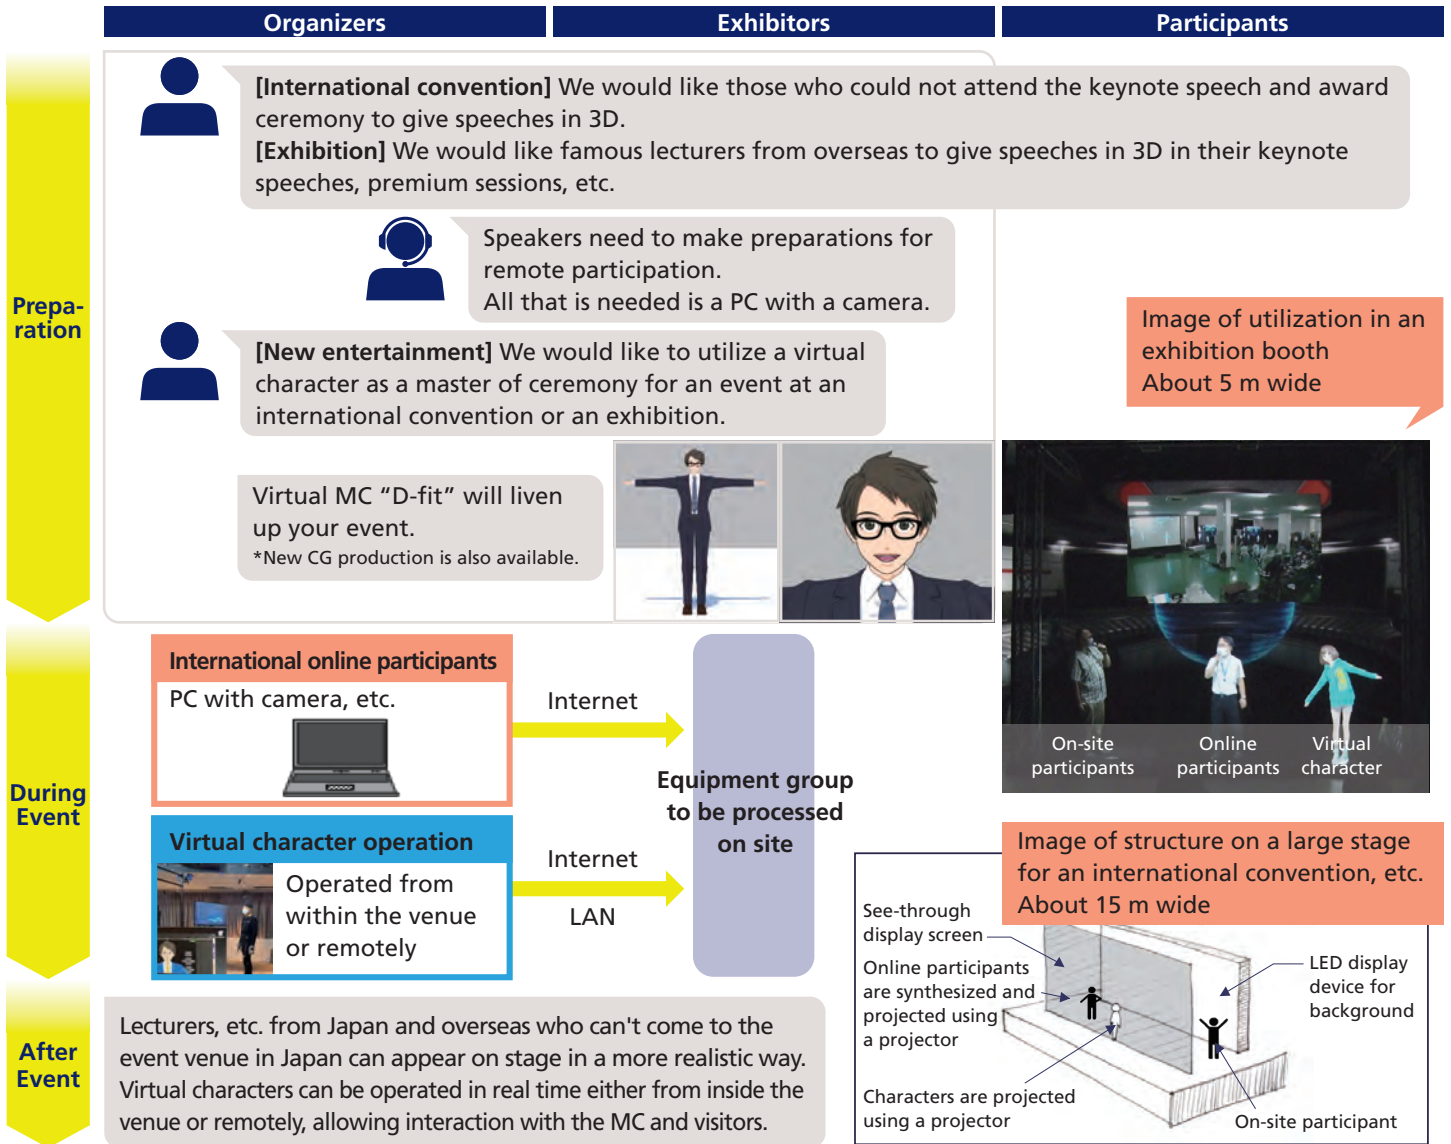 Organizers
Exhibitors
Participants
Prepa-
ration
[International convention] We would like those who could not attend the keynote speech and award
ceremony to give speeches in 3D.
[Exhibition] We would like famous lecturers from overseas to give speeches in 3D in their keynote
speeches, premium sessions, etc.
Speakers need to make preparations for
remote participation.
All that is needed is a PC with a camera.
[New entertainment] We would like to utilize a virtual
character as a master of ceremony for an event at an
international convention or an exhibition.
Virtual MC “D-fit” will liven
up your event.
*New CG production is also available.
Image of utilization in an
exhibition booth
About 5 m wide
On-site
participants
Online
participants
Virtual
character
During
Event
International online participants
PC with camera, etc.
Internet
Virtual character operation
Operated from
within the venue
or remotely
Internet
LAN
Equipment group
to be processed
on site
Image of structure on a large stage
for an international convention, etc.
About 15 m wide
See-through
display screen
Online participants
are synthesized and
projected using
a projector
Characters are projected
using a projector
LED display
device for
background
On-site participant
After
Event
Lecturers, etc. from Japan and overseas who can't come to the
event venue in Japan can appear on stage in a more realistic way.
Virtual characters can be operated in real time either from inside the
venue or remotely, allowing interaction with the MC and visitors.